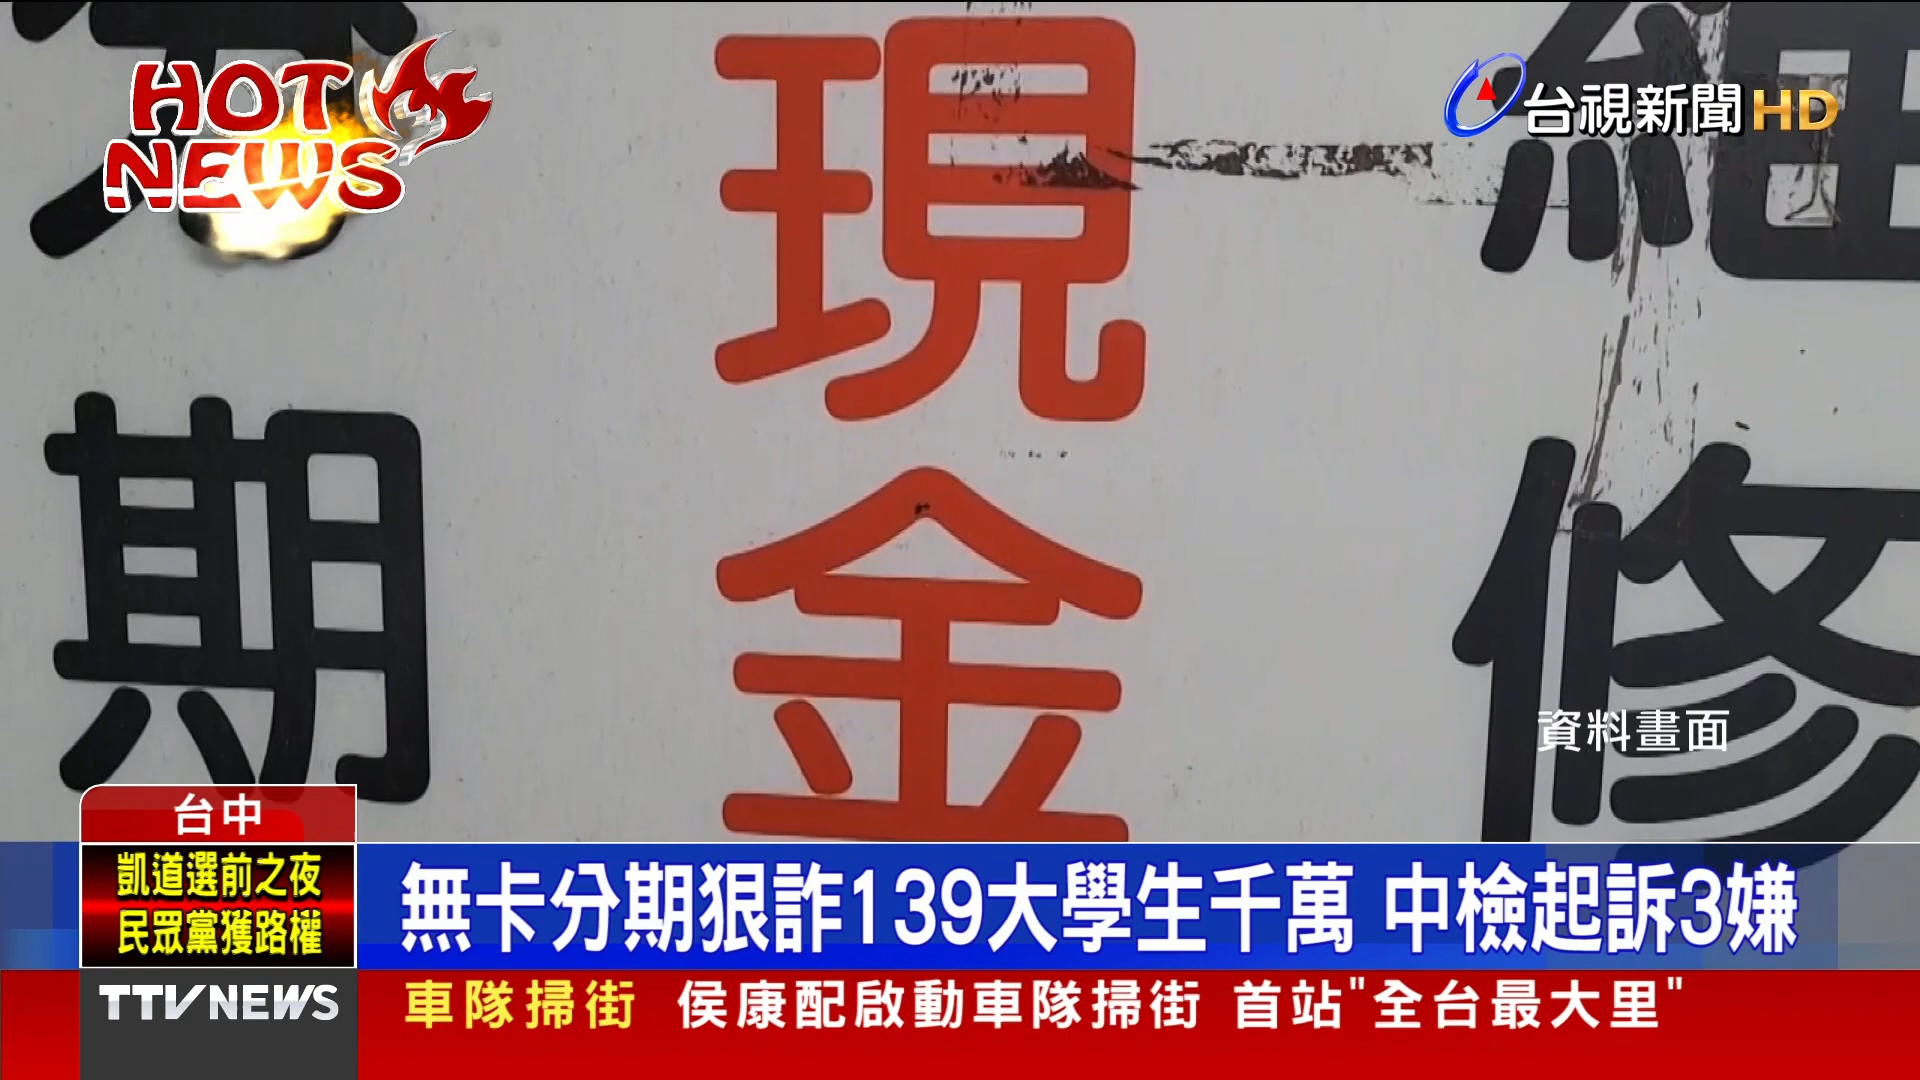 HOT
NEWS
台視新聞HD
期
現金
細修
資料畫面
台中
凱道選前之夜
民眾黨獲路權
無卡分期狠詐139大學生千萬 中檢起訴3嫌
TTV NEWS
車隊掃街 侯康配啟動車隊掃街 首站"全台最大里"